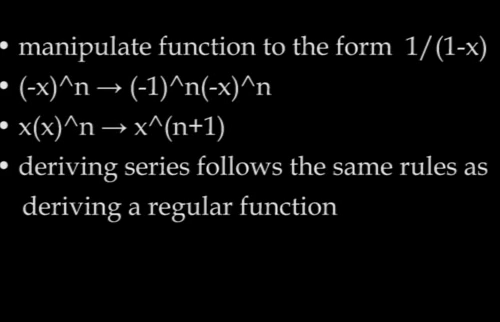 • manipulate function to the form 1/(1-x)
• (-x)^n → (-1)^n(-x)^n
• x(x)^n → x^(n+1)
• deriving series follows the same rules as
deriving a regular function